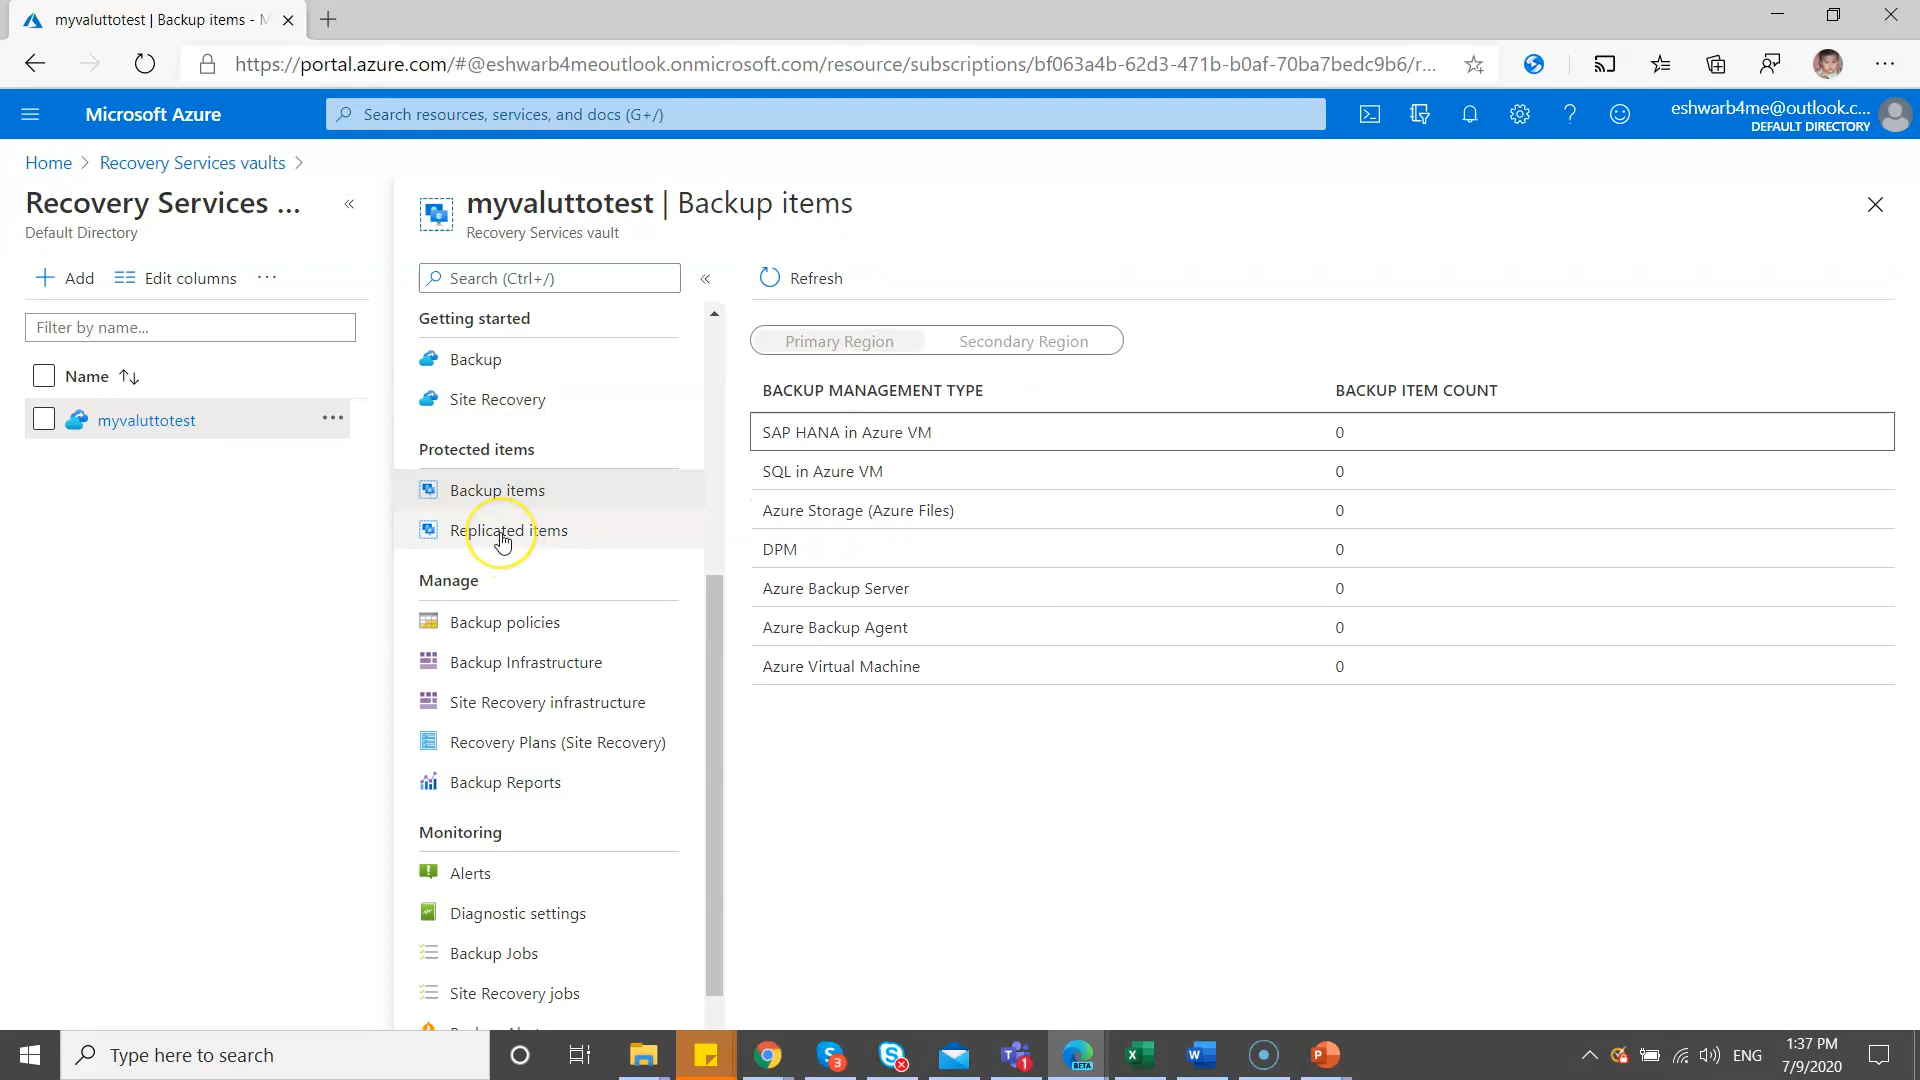 myvaluttotest | Backup items - M
https://portal.azure.com/#@eshwarb4meoutlook.onmicrosoft.com/resource/subscriptions/bf063a4b-62d3-471b-b0af-70ba7bedc9b6/r...
Microsoft Azure
Search resources, services, and docs (G+/)
eshwarb4me@outlook.c...
DEFAULT DIRECTORY
Home > Recovery Services vaults >
Recovery Services ...
Default Directory
Add
Edit columns
Filter by name...
Name
myvaluttotest
myvaluttotest | Backup items
Recovery Services vault
Search (Ctrl+/)
Getting started
Backup
Site Recovery
Protected items
Backup items
Replicated items
Manage
Backup policies
Backup Infrastructure
Site Recovery infrastructure
Recovery Plans (Site Recovery)
Backup Reports
Monitoring
Alerts
Diagnostic settings
Backup Jobs
Site Recovery jobs
Refresh
Primary Region
Secondary Region
BACKUP MANAGEMENT TYPE BACKUP ITEM COUNT
SAP HANA in Azure VM 0
SQL in Azure VM 0
Azure Storage (Azure Files) 0
DPM 0
Azure Backup Server 0
Azure Backup Agent 0
Azure Virtual Machine 0
Type here to search
3
1
BETA
ENG
1:37 PM
7/9/2020